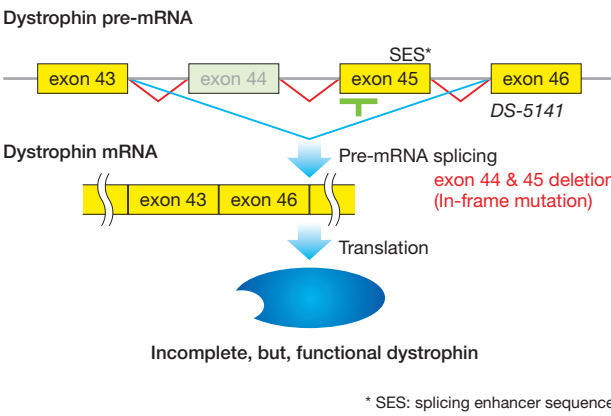 Dystrophin pre-mRNA
SES*
exon 43 exon 44 exon 45 exon 46
DS-5141
Dystrophin mRNA
Pre-mRNA splicing
exon 44 & 45 deletion
(In-frame mutation)
exon 43 exon 46
Translation
Incomplete, but, functional dystrophin
* SES: splicing enhancer sequence